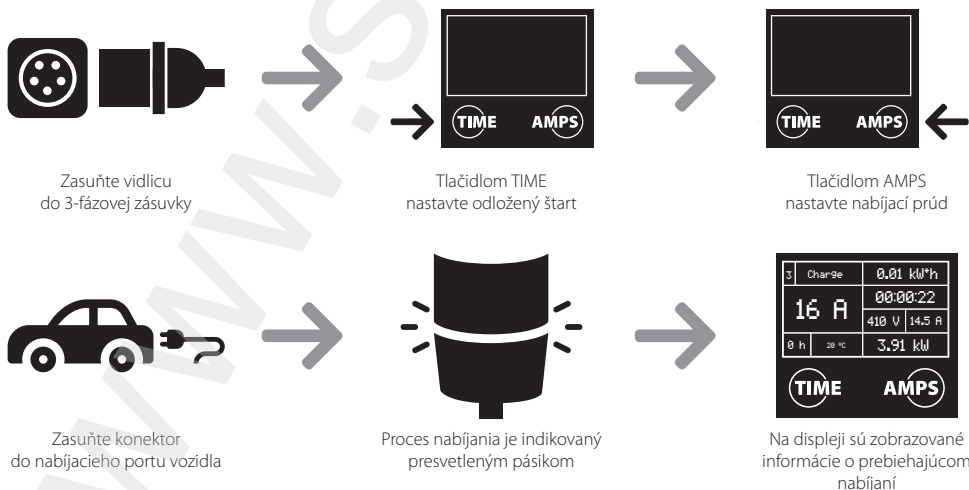 TIME AMPS
TIME AMPS
Zasuňte vidlicu
do 3-fázovej zásuvky
Tlačidlom TIME
nastavte odložený štart
Tlačidlom AMPS
nastavte nabíjací prúd
3 Charge 0.01 kW*h
16 A
00:00:22
410 V 14.5 A
0 h 20 °C 3.91 kW
TIME AMPS
Zasuňte konektor
do nabíjacieho portu vozidla
Proces nabíjania je indikovaný
presvetleným pásikom
Na displeji sú zobrazované
informácie o prebiehajúcom
nabíjaní
www.s